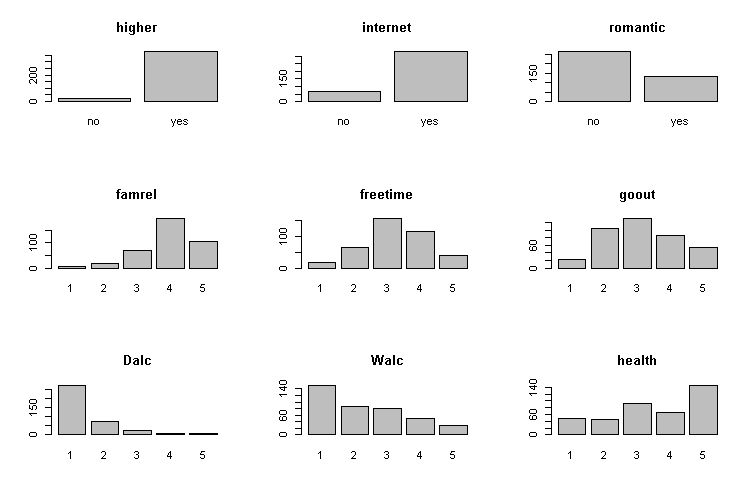 higher internet romantic
200 150 150
0 0 0
no yes no yes no yes
famrel freetime goout
100 100 60
0 0 0
1 2 3 4 5 1 2 3 4 5 1 2 3 4 5
Dalc Walc health
140 140
150 60 60
0 0 0
1 2 3 4 5 1 2 3 4 5 1 2 3 4 5